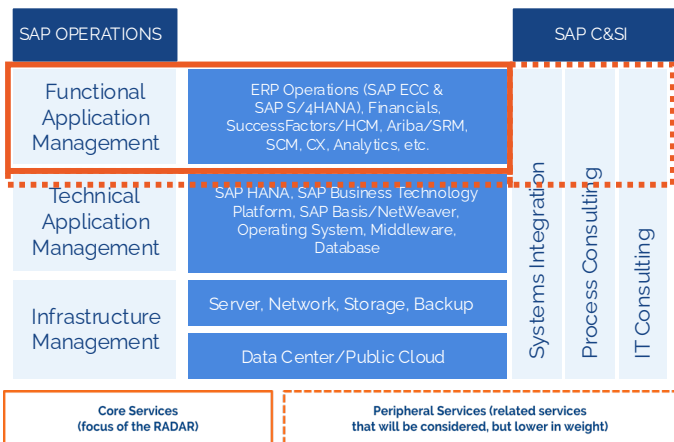 SAP OPERATIONS
SAP C&SI
Functional
Application
Management
ERP Operations (SAP ECC &
SAP S/4HANA), Financials,
SuccessFactors/HCM, Ariba/SRM,
SCM, CX, Analytics, etc.
Technical
Application
Management
SAP HANA, SAP Business Technology
Platform, SAP Basis/NetWeaver,
Operating System, Middleware,
Database
Infrastructure
Management
Server, Network, Storage, Backup
Data Center/Public Cloud
Systems Integration
Process Consulting
IT Consulting
Core Services
(focus of the RADAR)
Peripheral Services (related services
that will be considered, but lower in weight)